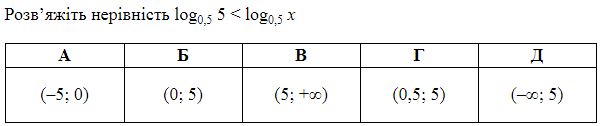 Розв’яжіть нерівність log₀,₅ 5 < log₀,₅ x
А Б В Г Д
(–5; 0) (0; 5) (5; +∞) (0,5; 5) (–∞; 5)